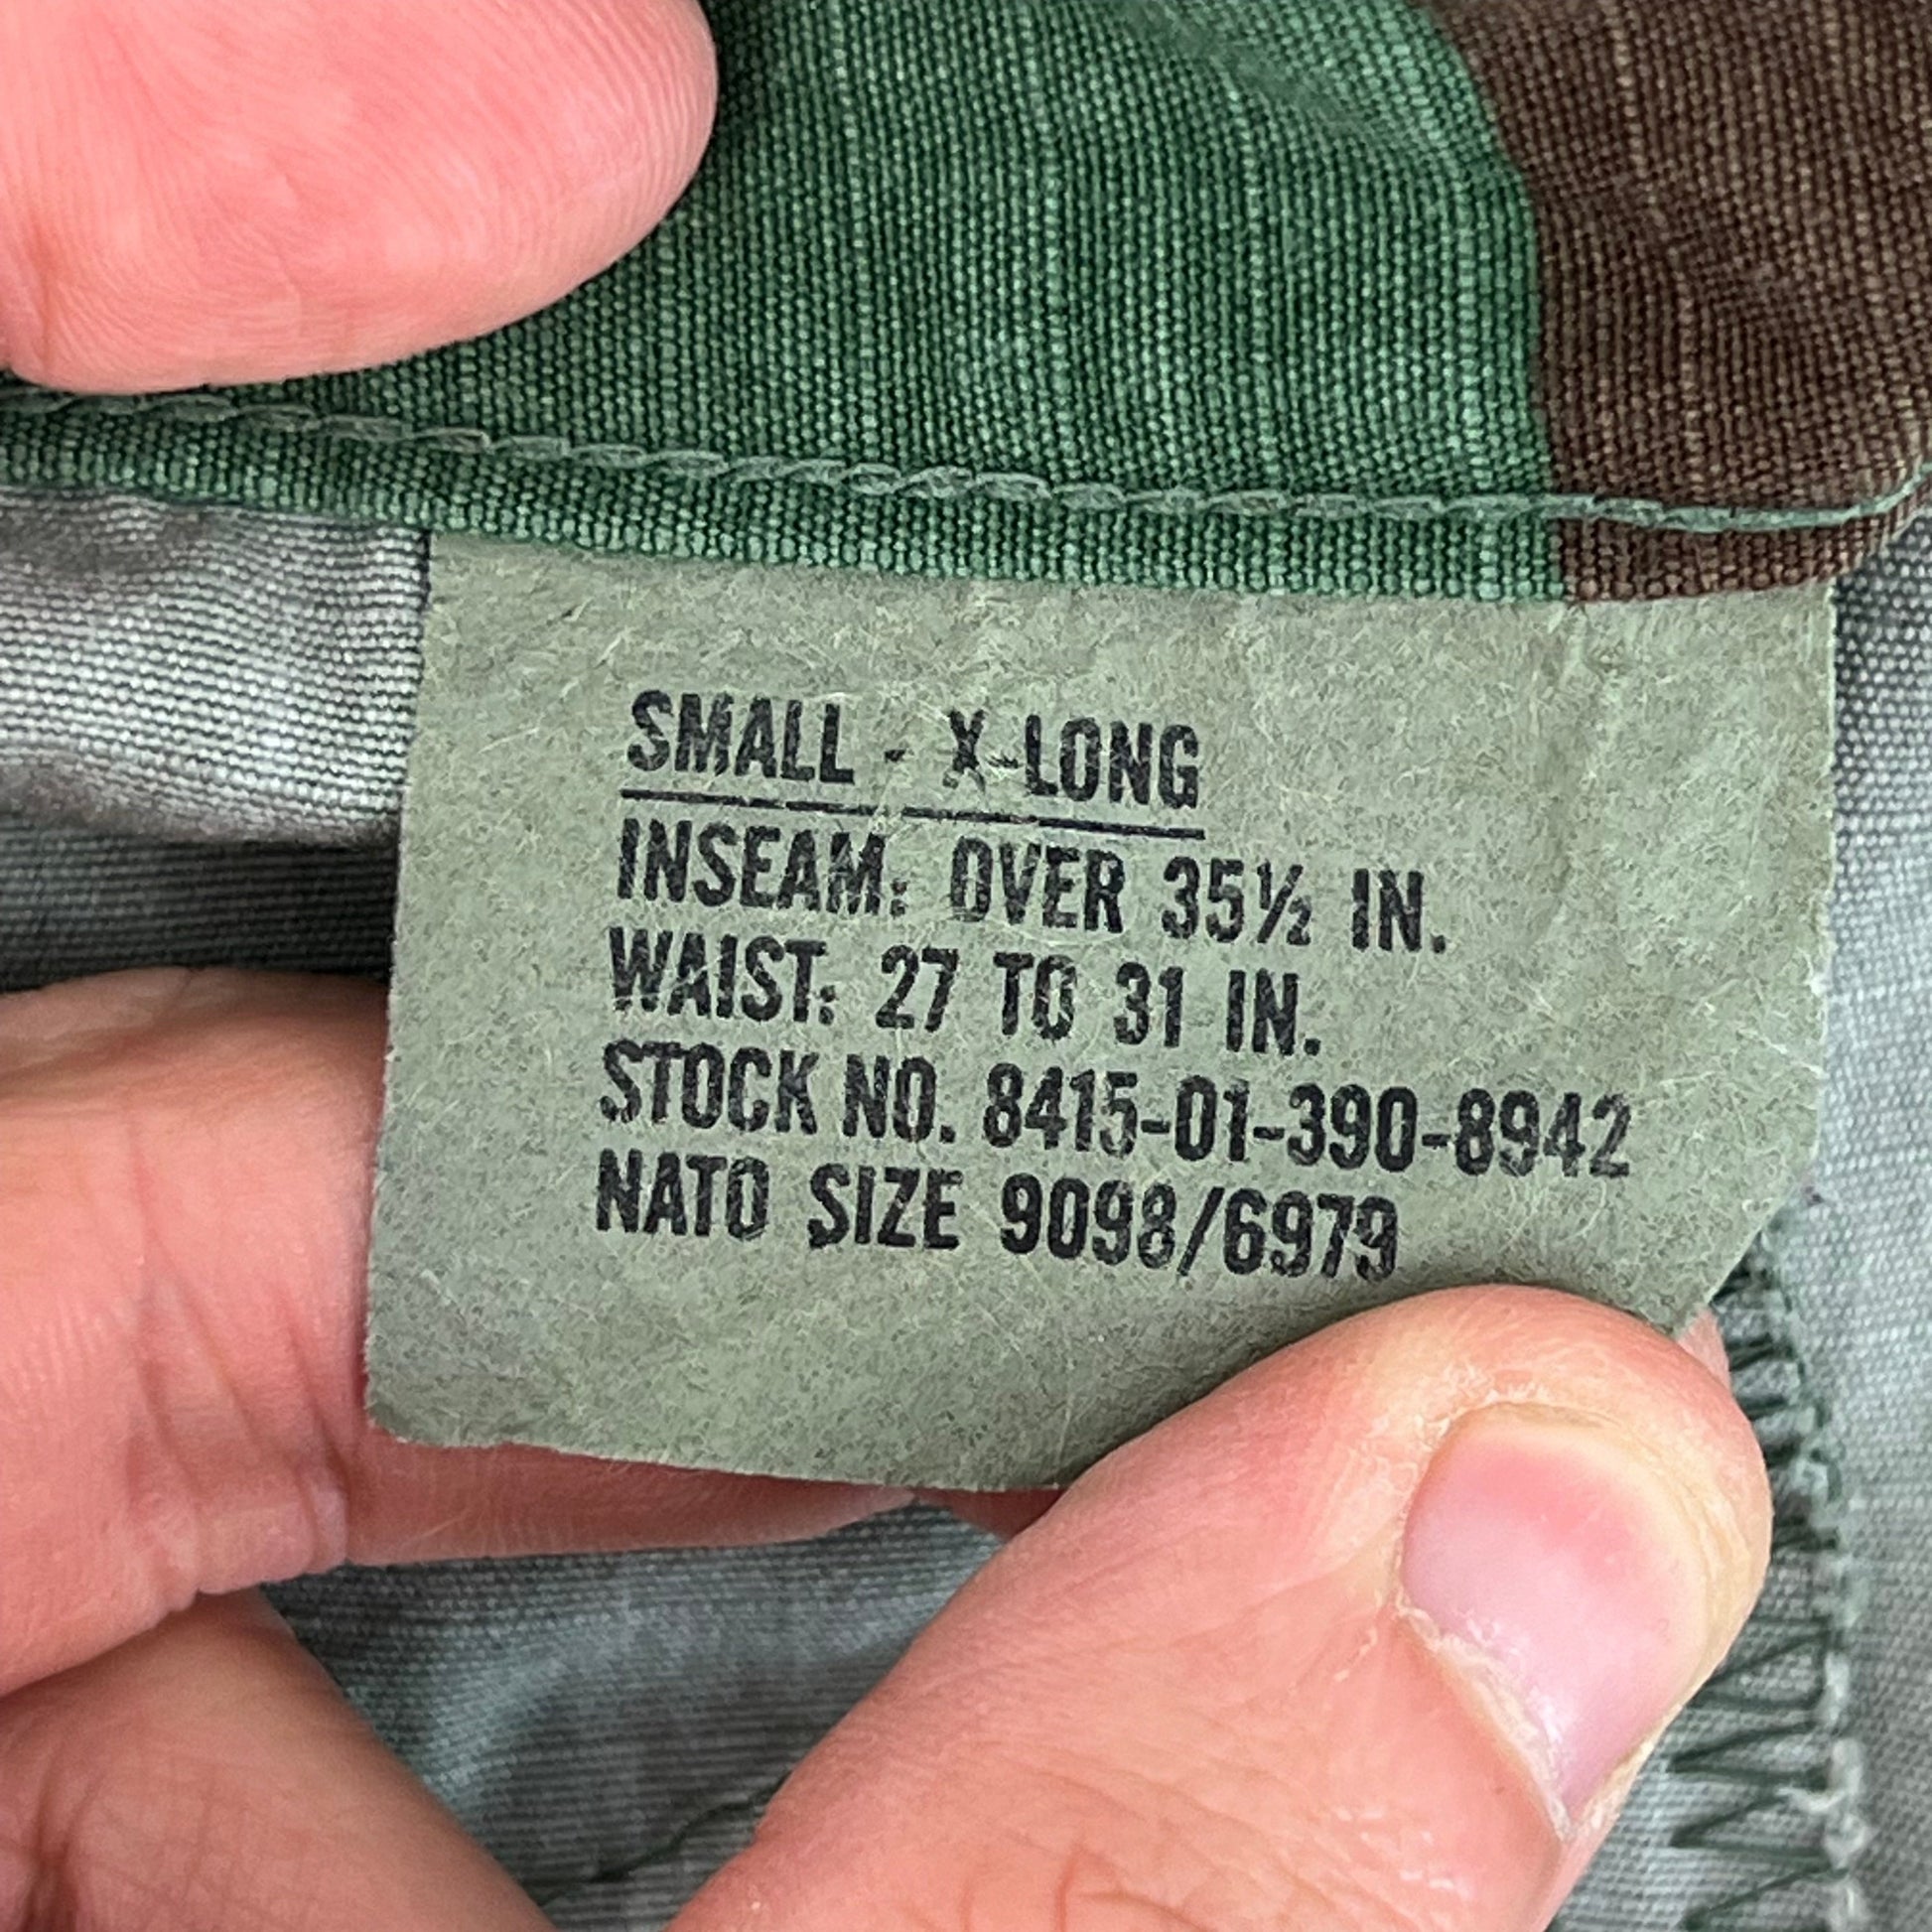 SMALL - X-LONG
INSEAM: OVER 35½ IN.
WAIST: 27 TO 31 IN.
STOCK NO. 8415-01-390-8942
NATO SIZE 9098/6979